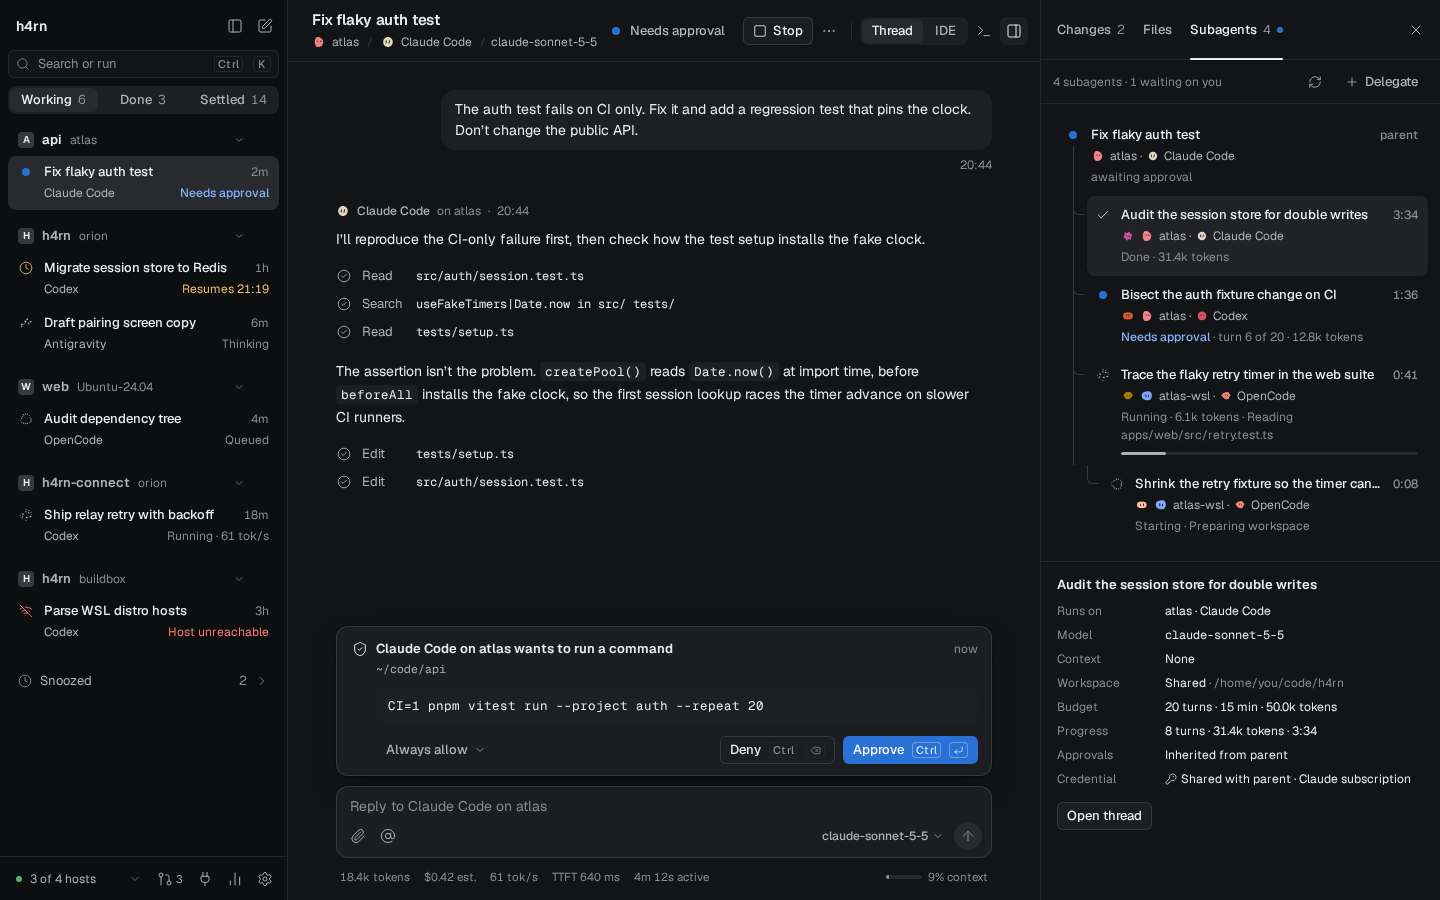 h4rn
Search or run Ctrl K
Working 6 Done 3 Settled 14
A api atlas
Fix flaky auth test 2m
Claude Code Needs approval
H h4rn orion
Migrate session store to Redis 1h
Codex Resumes 21:19
Draft pairing screen copy 6m
Antigravity Thinking
W web Ubuntu-24.04
Audit dependency tree 4m
OpenCode Queued
H h4rn-connect orion
Ship relay retry with backoff 18m
Codex Running · 61 tok/s
H h4rn buildbox
Parse WSL distro hosts 3h
Codex Host unreachable
Snoozed 2
3 of 4 hosts 3
Fix flaky auth test
atlas / Claude Code / claude-sonnet-5-5
Needs approval Stop Thread IDE
The auth test fails on CI only. Fix it and add a regression test that pins the clock.
Don't change the public API.
20:44
Claude Code on atlas · 20:44
I'll reproduce the CI-only failure first, then check how the test setup installs the fake clock.
Read src/auth/session.test.ts
Search useFakeTimers|Date.now in src/ tests/
Read tests/setup.ts
The assertion isn't the problem. createPool() reads Date.now() at import time, before
beforeAll installs the fake clock, so the first session lookup races the timer advance on slower
CI runners.
Edit tests/setup.ts
Edit src/auth/session.test.ts
Claude Code on atlas wants to run a command now
~/code/api
CI=1 pnpm vitest run --project auth --repeat 20
Always allow Deny Ctrl Approve Ctrl
Reply to Claude Code on atlas
claude-sonnet-5-5
18.4k tokens $0.42 est. 61 tok/s TTFT 640 ms 4m 12s active 9% context
Changes 2 Files Subagents 4
4 subagents · 1 waiting on you Delegate
Fix flaky auth test parent
atlas · Claude Code
awaiting approval
Audit the session store for double writes 3:34
atlas · Claude Code
Done · 31.4k tokens
Bisect the auth fixture change on CI 1:36
atlas · Codex
Needs approval · turn 6 of 20 · 12.8k tokens
Trace the flaky retry timer in the web suite 0:41
atlas-wsl · OpenCode
Running · 6.1k tokens · Reading
apps/web/src/retry.test.ts
Shrink the retry fixture so the timer can... 0:08
atlas-wsl · OpenCode
Starting · Preparing workspace
Audit the session store for double writes
Runs on atlas · Claude Code
Model claude-sonnet-5-5
Context None
Workspace Shared · /home/you/code/h4rn
Budget 20 turns · 15 min · 50.0k tokens
Progress 8 turns · 31.4k tokens · 3:34
Approvals Inherited from parent
Credential Shared with parent · Claude subscription
Open thread